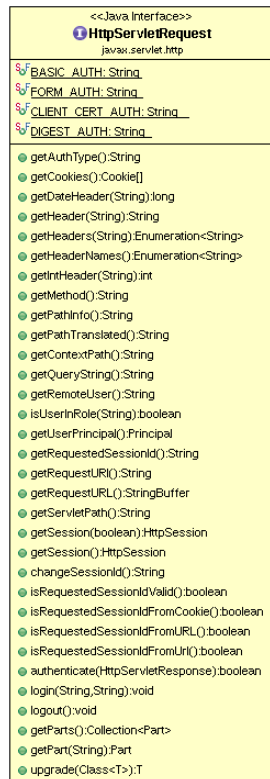 <<Java Interface>>
HttpServletRequest
javax.servlet.http
BASIC_AUTH: String
FORM_AUTH: String
CLIENT_CERT_AUTH: String
DIGEST_AUTH: String
getAuthType():String
getCookies():Cookie[]
getDateHeader(String):long
getHeader(String):String
getHeaders(String):Enumeration<String>
getHeaderNames():Enumeration<String>
getIntHeader(String):int
getMethod():String
getPathInfo():String
getPathTranslated():String
getContextPath():String
getQueryString():String
getRemoteUser():String
isUserInRole(String):boolean
getUserPrincipal():Principal
getRequestedSessionId():String
getRequestURI():String
getRequestURL():StringBuffer
getServletPath():String
getSession(boolean):HttpSession
getSession():HttpSession
changeSessionId():String
isRequestedSessionIdValid():boolean
isRequestedSessionIdFromCookie():boolean
isRequestedSessionIdFromURL():boolean
isRequestedSessionIdFromUrl():boolean
authenticate(HttpServletResponse):boolean
login(String,String):void
logout():void
getParts():Collection<Part>
getPart(String):Part
upgrade(Class<T>):T